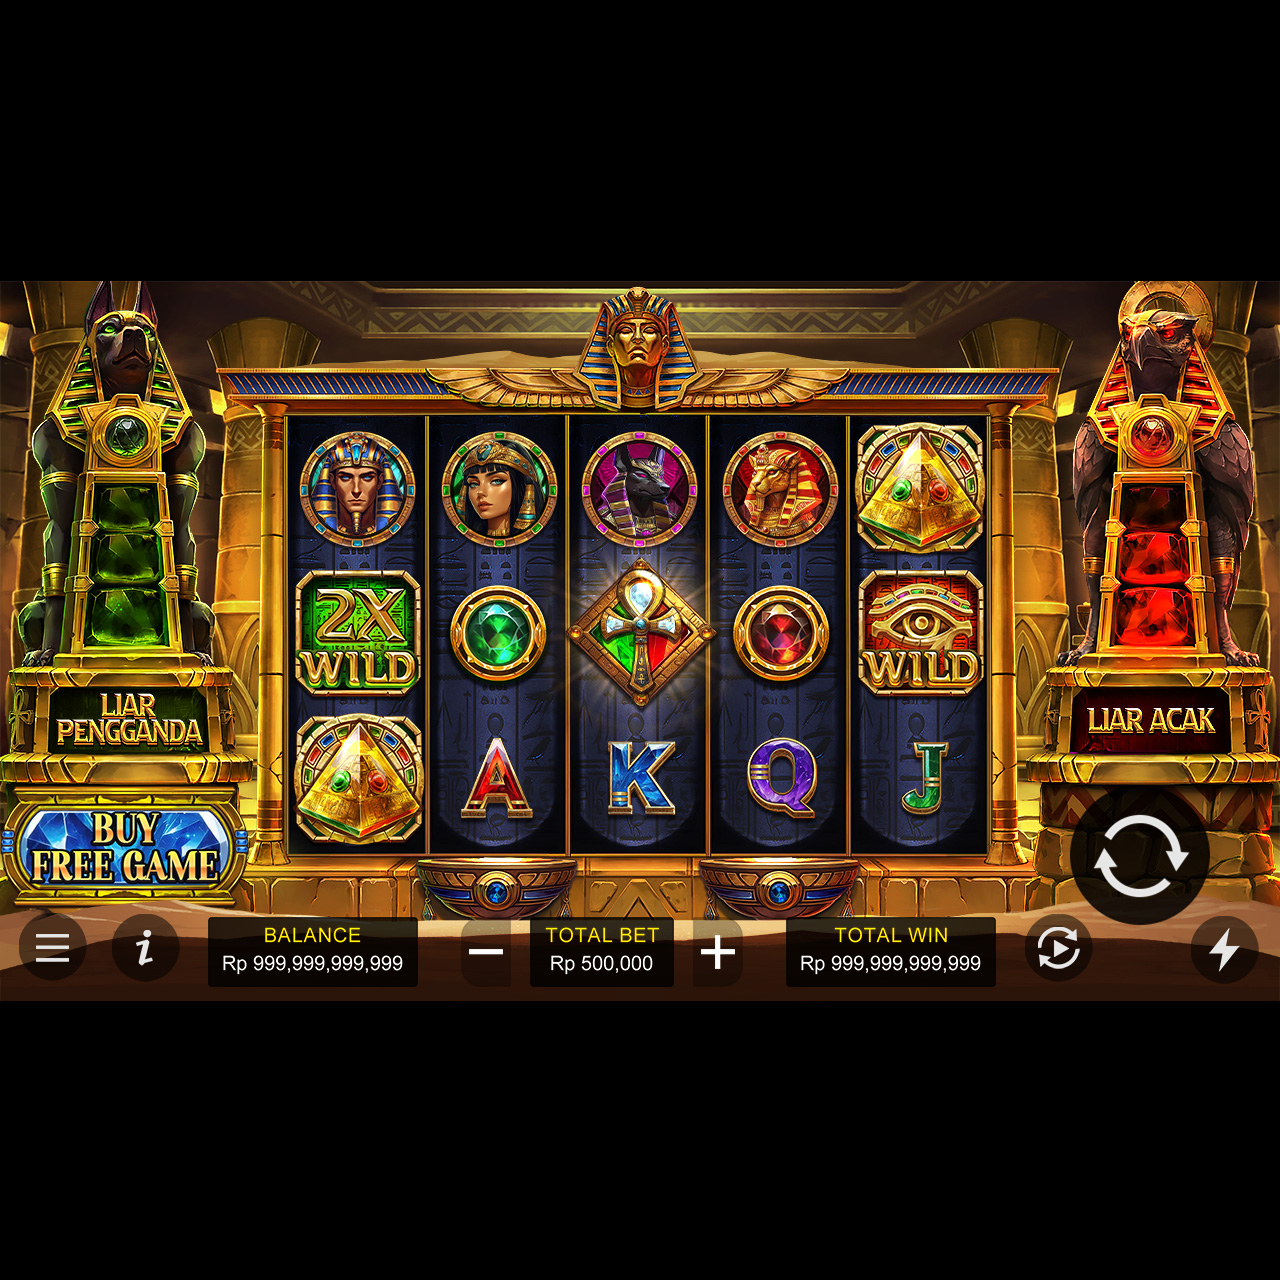 2X
WILD
WILD
LIAR
PENGGANDA
LIAR ACAK
A
K
Q
J
BUY
FREE GAME
BALANCE
Rp 999,999,999,999
TOTAL BET
Rp 500,000
TOTAL WIN
Rp 999,999,999,999